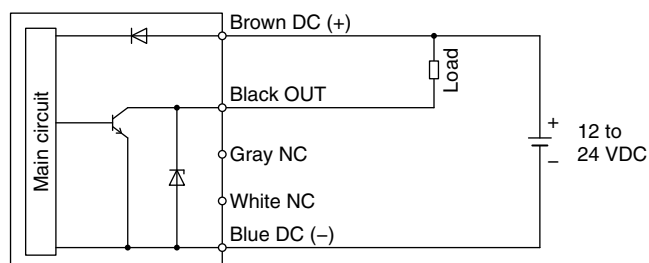 Brown DC (+)
Main circuit
Load
Black OUT
Gray NC
White NC
Blue DC (−)
+
12 to
24 VDC
−